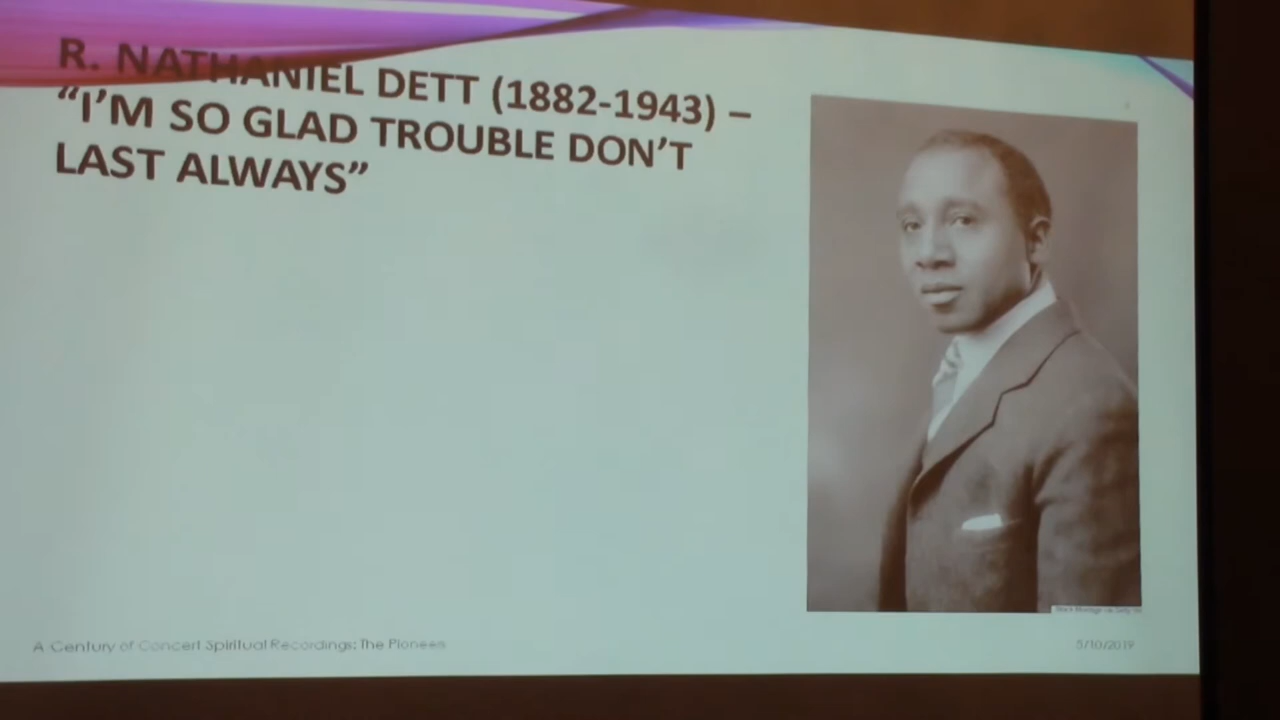 R. NATHANIEL DETT (1882-1943) –
“I’M SO GLAD TROUBLE DON’T
LAST ALWAYS”
A Century of Concert Spiritual Recordings: The Pioneers
5/10/2019